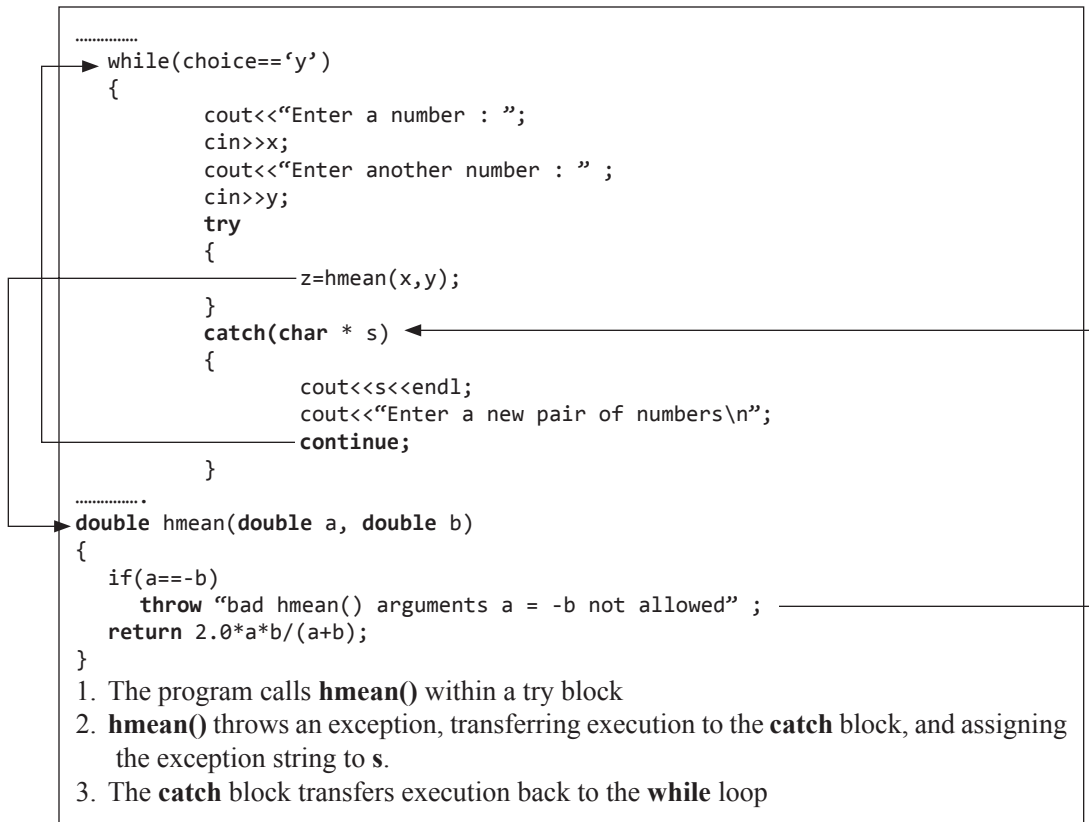 ……………
while(choice==‘y’)
{
cout<<“Enter a number : ”;
cin>>x;
cout<<“Enter another number : ” ;
cin>>y;
try
{
z=hmean(x,y);
}
catch(char * s)
{
cout<<s<<endl;
cout<<“Enter a new pair of numbers\n”;
continue;
}
…………….
double hmean(double a, double b)
{
if(a==-b)
throw “bad hmean() arguments a = -b not allowed” ;
return 2.0*a*b/(a+b);
}
1. The program calls hmean() within a try block
2. hmean() throws an exception, transferring execution to the catch block, and assigning
the exception string to s.
3. The catch block transfers execution back to the while loop